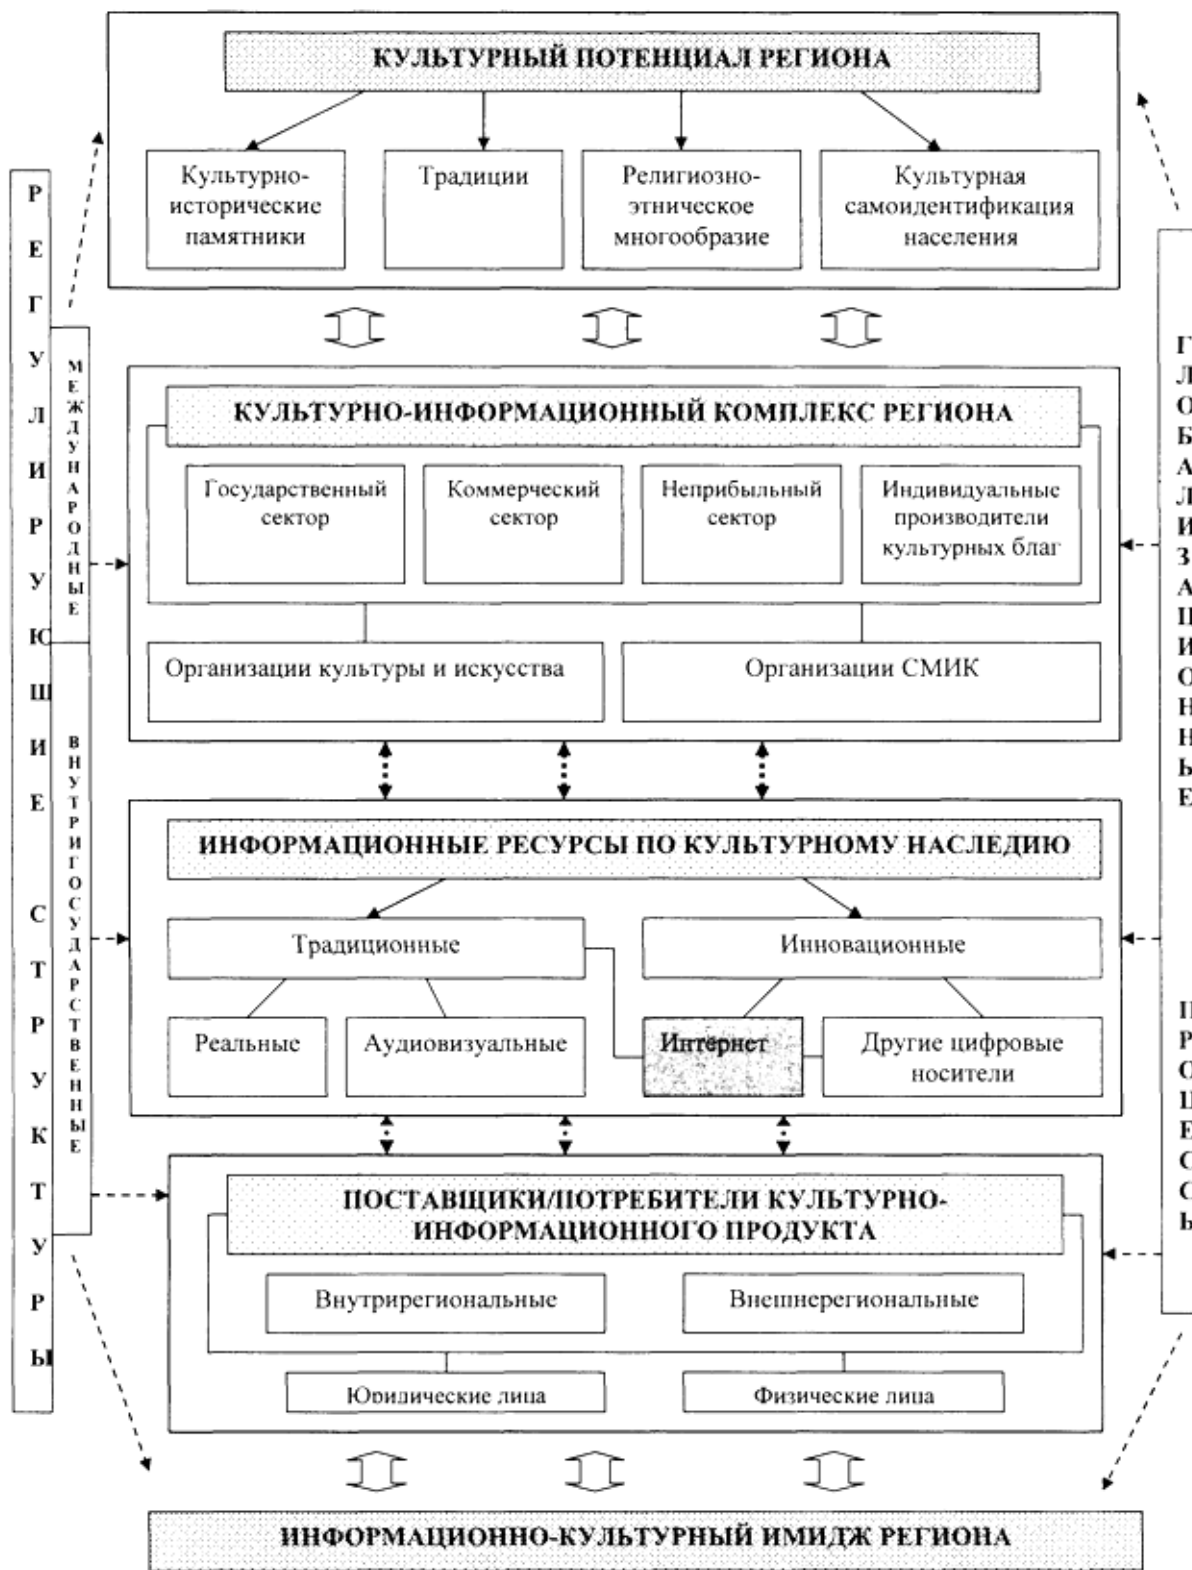 КУЛЬТУРНЫЙ ПОТЕНЦИАЛ РЕГИОНА
Культурно-
исторические
памятники
Традиции
Религиозно-
этническое
многообразие
Культурная
самоидентификация
населения
РЕГУЛИРУЮЩИЕ СТРУКТУРЫ
МЕЖДУНАРОДНЫЕ
ВНУТРИГОСУДАРСТВЕННЫЕ
КУЛЬТУРНО-ИНФОРМАЦИОННЫЙ КОМПЛЕКС РЕГИОНА
Государственный
сектор
Коммерческий
сектор
Неприбыльный
сектор
Индивидуальные
производители
культурных благ
Организации культуры и искусства
Организации СМИК
ИНФОРМАЦИОННЫЕ РЕСУРСЫ ПО КУЛЬТУРНОМУ НАСЛЕДИЮ
Традиционные
Инновационные
Реальные
Аудиовизуальные
Интернет
Другие цифровые
носители
ПОСТАВЩИКИ/ПОТРЕБИТЕЛИ КУЛЬТУРНО-
ИНФОРМАЦИОННОГО ПРОДУКТА
Внутрирегиональные
Внешнерегиональные
Юридические лица
Физические лица
ИНФОРМАЦИОННО-КУЛЬТУРНЫЙ ИМИДЖ РЕГИОНА
ГЛОБАЛИЗАЦИОННЫЕ ПРОЦЕССЫ